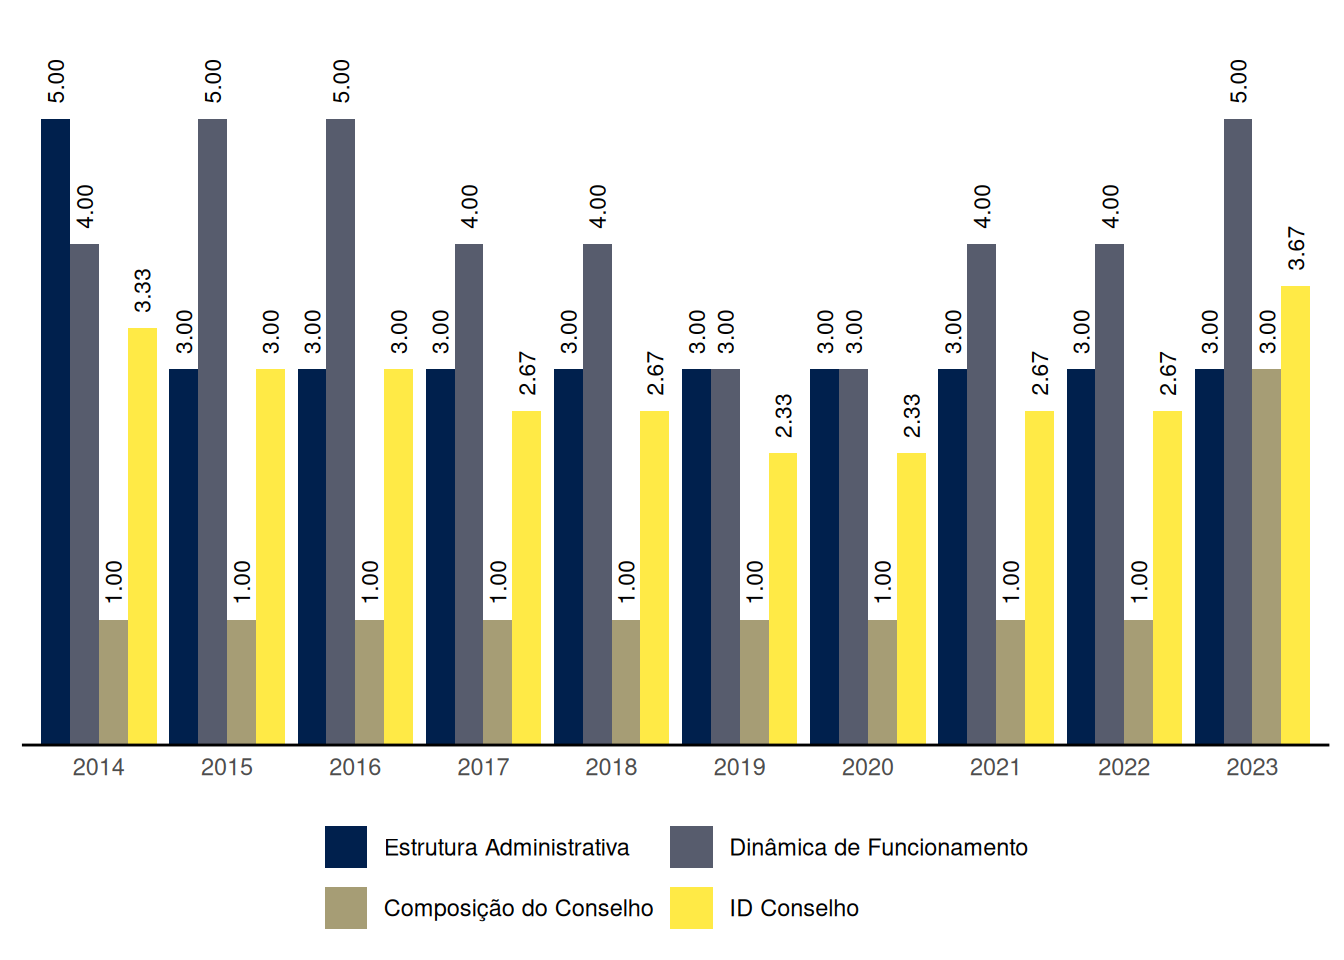 5.00 4.00 1.00 3.33 3.00 5.00 1.00 3.00 3.00 5.00 1.00 3.00 3.00 4.00 1.00 2.67 3.00 4.00 1.00 2.67 3.00 3.00 1.00 2.33 3.00 3.00 1.00 2.33 3.00 4.00 1.00 2.67 3.00 4.00 1.00 2.67 3.00 5.00 3.00 3.67
2014 2015 2016 2017 2018 2019 2020 2021 2022 2023
Estrutura Administrativa Dinâmica de Funcionamento
Composição do Conselho ID Conselho